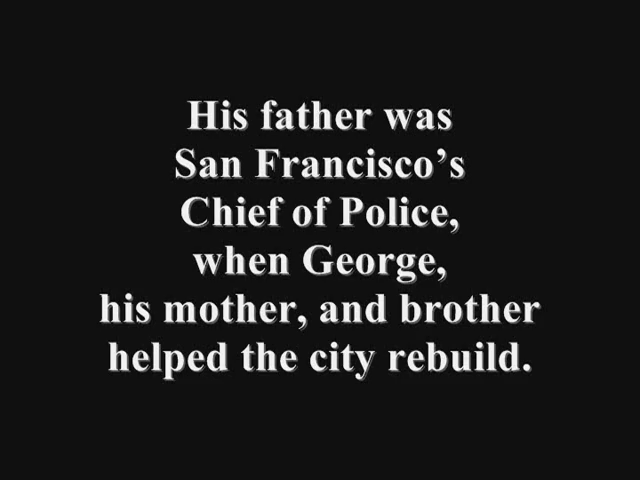 His father was
San Francisco’s
Chief of Police,
when George,
his mother, and brother
helped the city rebuild.